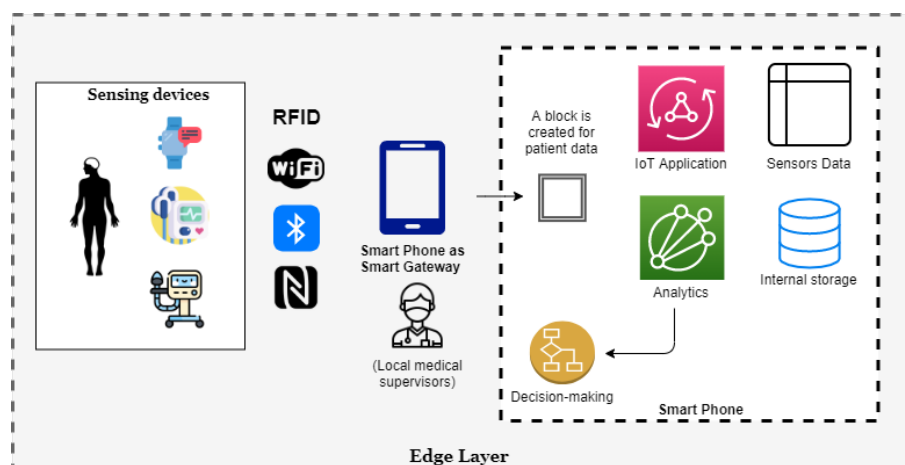 Sensing devices
RFID
WiFi
Smart Phone as
Smart Gateway
(Local medical
supervisors)
A block is
created for
patient data
IoT Application
Sensors Data
Analytics
Internal storage
Decision-making
Smart Phone
Edge Layer